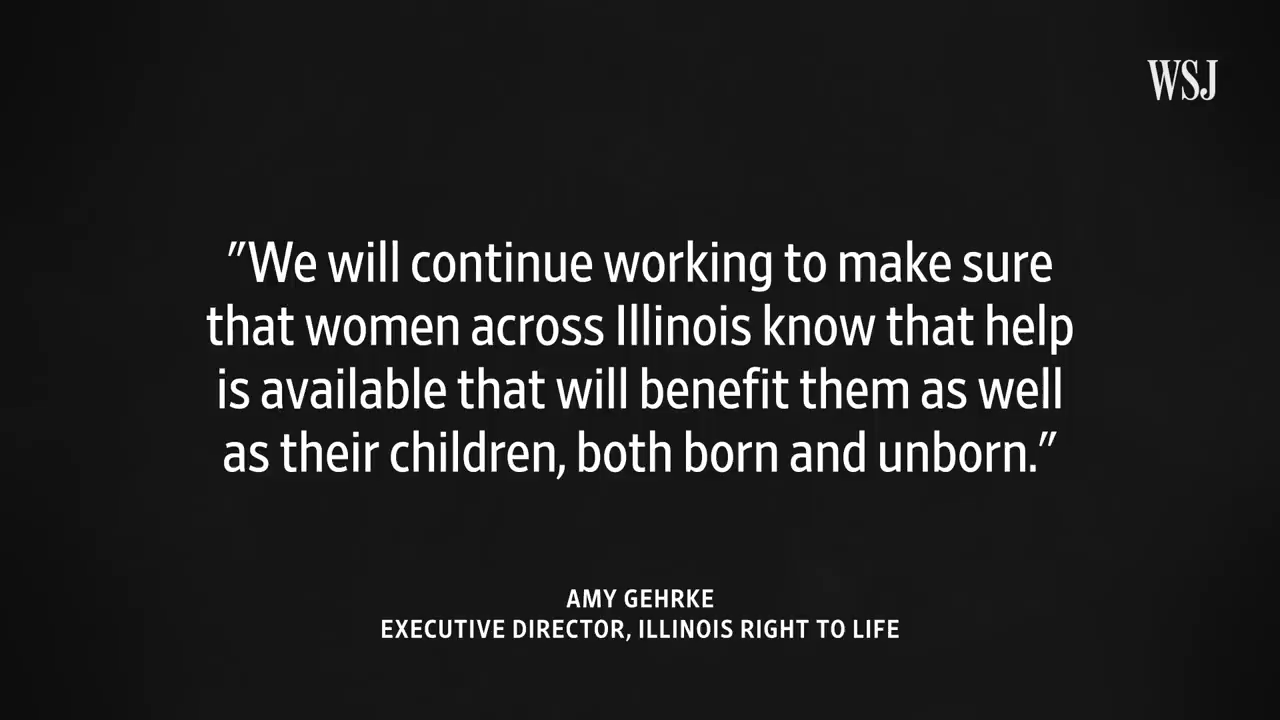 WSJ
"We will continue working to make sure
that women across Illinois know that help
is available that will benefit them as well
as their children, both born and unborn."
AMY GEHRKE
EXECUTIVE DIRECTOR, ILLINOIS RIGHT TO LIFE